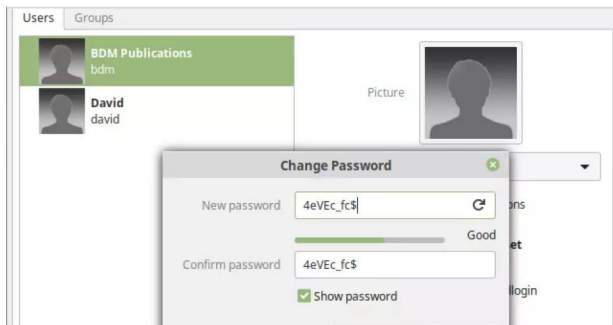 Users Groups
BDM Publications
bdm
David
david
Picture
Change Password
New password 4eVEc_fc$
ons
Good
et
Confirm password 4eVEc_fc$
llogin
Show password